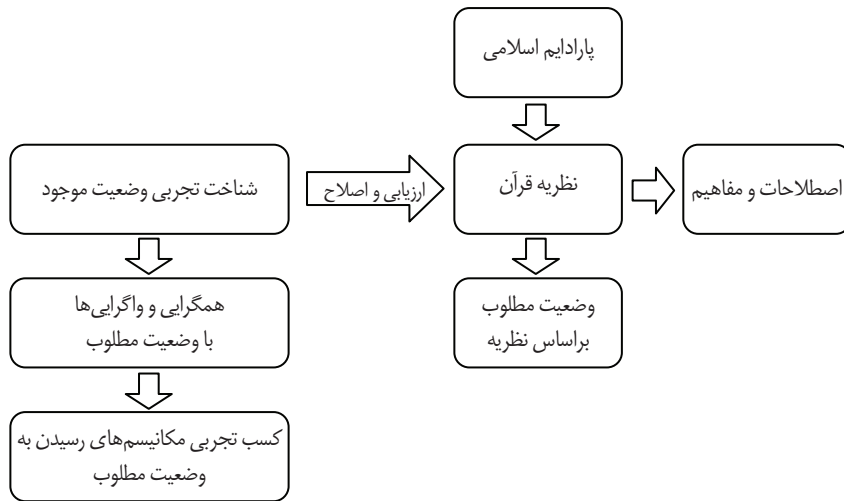 پارادایم اسلامی
نظریه قرآن
اصطلاحات و مفاهیم
ارزیابی و اصلاح
شناخت تجربی وضعیت موجود
وضعیت مطلوب
براساس نظریه
همگرایی و واگرایی‌ها
با وضعیت مطلوب
کسب تجربی مکانیسم‌های رسیدن به
وضعیت مطلوب